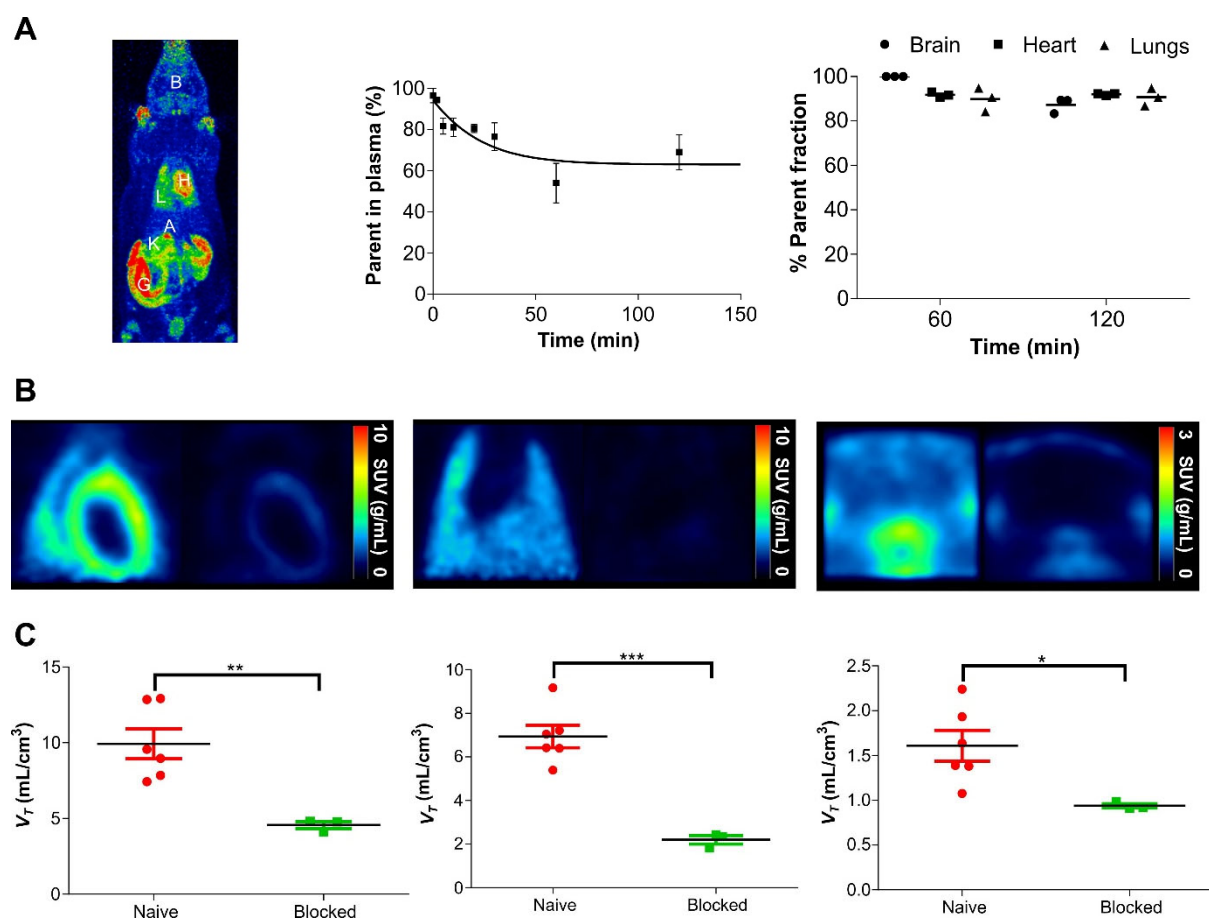 A
B
H
L
A
K
G
Parent in plasma (%)
100
80
60
40
20
0
0 50 100 150
Time (min)
Brain Heart Lungs
% Parent fraction
100
80
60
40
20
0
60 120
Time (min)
B
10 SUV (g/mL) 0
10 SUV (g/mL) 0
3 SUV (g/mL) 0
C
VT (mL/cm³)
15
10
5
0
**
Naive Blocked
VT (mL/cm³)
10
8
6
4
2
0
***
Naive Blocked
VT (mL/cm³)
2.5
2.0
1.5
1.0
0.5
0.0
*
Naive Blocked